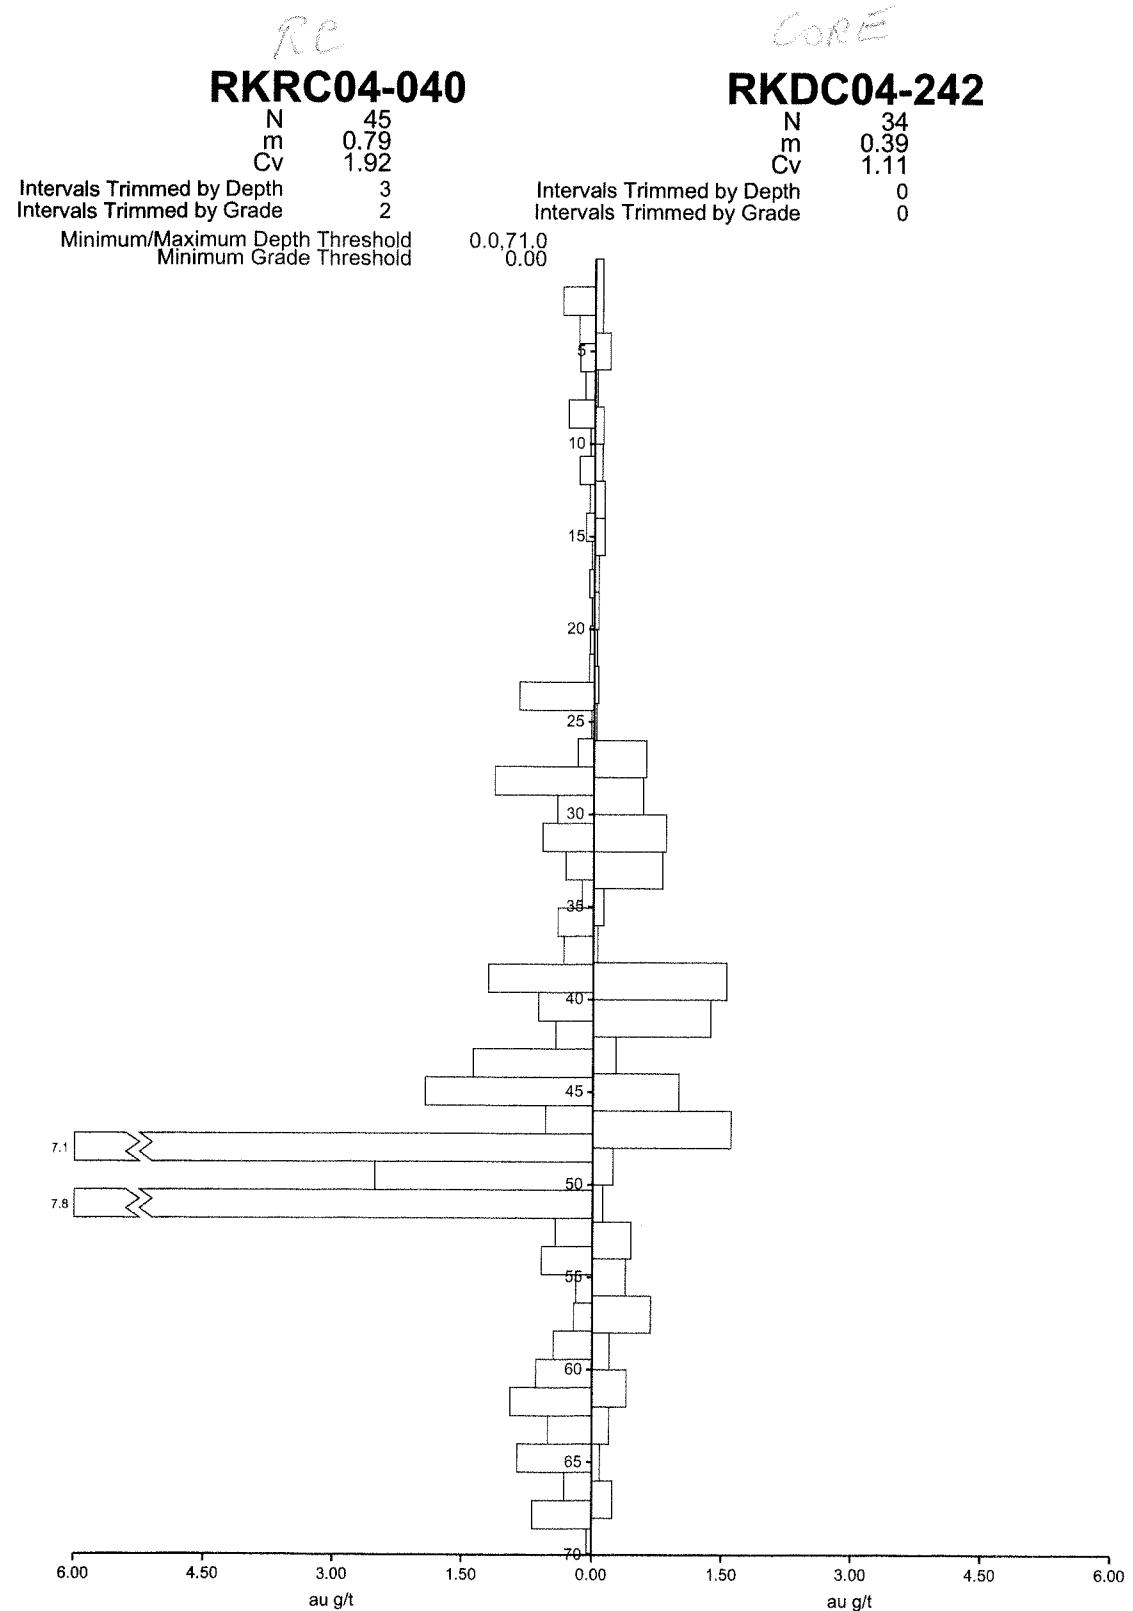 RC CORE
RKRC04-040 RKDC04-242
N 45 N 34
m 0.79 m 0.39
Cv 1.92 Cv 1.11
Intervals Trimmed by Depth 3 Intervals Trimmed by Depth 0
Intervals Trimmed by Grade 2 Intervals Trimmed by Grade 0
Minimum/Maximum Depth Threshold 0.0,71.0
Minimum Grade Threshold 0.00
5
10
15
20
25
30
35
40
45
7.1
50
7.8
55
60
65
70
6.00 4.50 3.00 1.50 0.00 1.50 3.00 4.50 6.00
au g/t au g/t